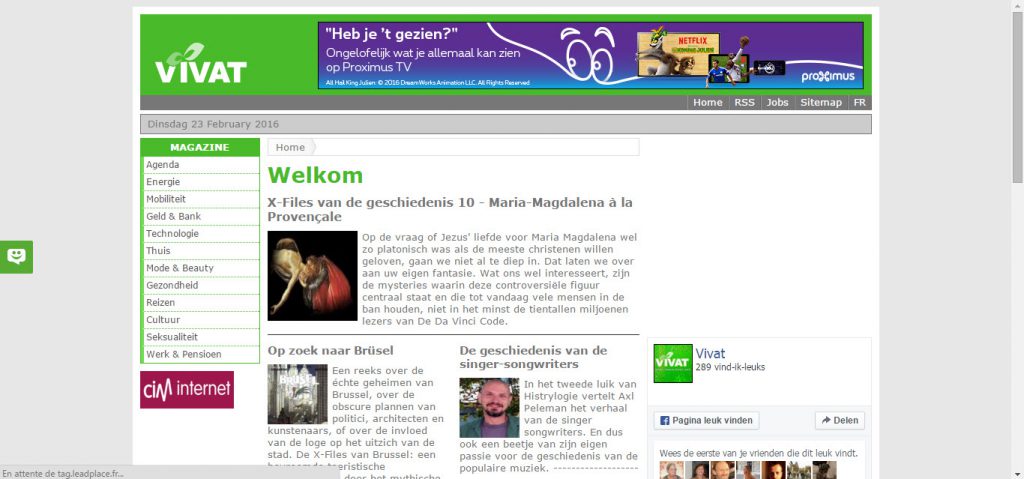 "Heb je 't gezien?"
Ongelofelijk wat je allemaal kan zien
op Proximus TV
All Hail King Julien: © 2016 DreamWorks Animation LLC. All Rights Reserved
NETFLIX
proximus
VIVAT
Home RSS Jobs Sitemap FR
Dinsdag 23 February 2016
MAGAZINE
Agenda
Energie
Mobiliteit
Geld & Bank
Technologie
Thuis
Mode & Beauty
Gezondheid
Reizen
Cultuur
Seksualiteit
Werk & Pensioen
cim internet
Home
Welkom
X-Files van de geschiedenis 10 - Maria-Magdalena à la
Provençale
Op de vraag of Jezus' liefde voor Maria Magdalena wel
zo platonisch was als de meeste christenen willen
geloven, gaan we niet al te diep in. Dat laten we over
aan uw eigen fantasie. Wat ons wel interesseert, zijn
de mysteries waarin deze controversiële figuur
centraal staat en die tot vandaag vele mensen in de
ban houden, niet in het minst de tientallen miljoenen
lezers van De Da Vinci Code.
Op zoek naar Brüsel
BRUSEL
Een reeks over de
échte geheimen van
Brussel, over de
obscure plannen van
politici, architecten en
kunstenaars, of over de invloed
van de loge op het uitzich van de
stad. De X-Files van Brussel: een
door het mythische
De geschiedenis van de
singer-songwriters
In het tweede luik van
Histrylogie vertelt Axl
Peleman het verhaal
van de singer
songwriters. En dus
ook een beetje van zijn eigen
passie voor de geschiedenis van de
populaire muziek. -------------------
VIVAT
Vivat
289 vind-ik-leuks
Pagina leuk vinden Delen
Wees de eerste van je vrienden die dit leuk vindt.
En attente de tag.leadplace.fr...